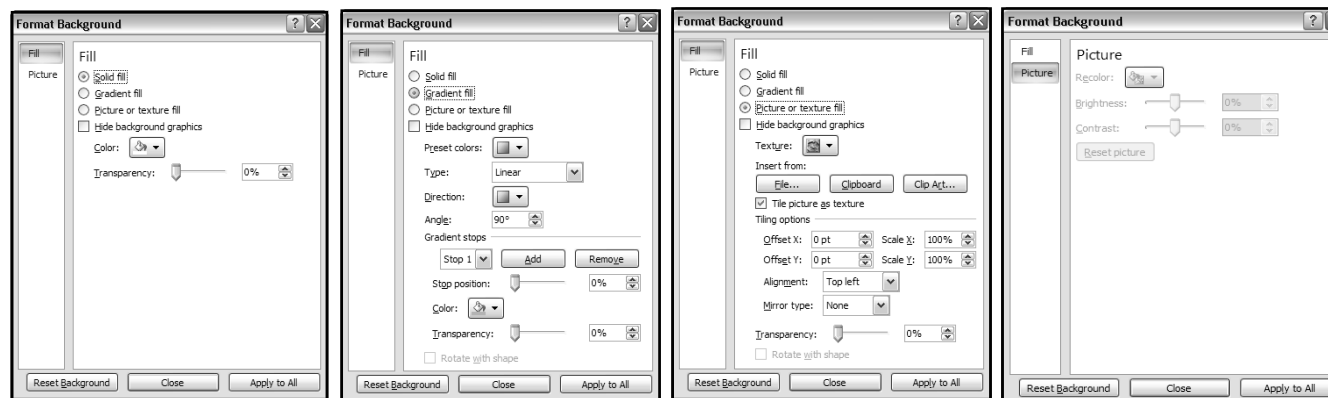 Format Background
Fill
Picture
Fill
Solid fill
Gradient fill
Picture or texture fill
Hide background graphics
Color:
Transparency: 0%
Reset Background Close Apply to All
Format Background
Fill
Picture
Fill
Solid fill
Gradient fill
Picture or texture fill
Hide background graphics
Preset colors:
Type: Linear
Direction:
Angle: 90°
Gradient stops
Stop 1 Add Remove
Stop position: 0%
Color:
Transparency: 0%
Rotate with shape
Reset Background Close Apply to All
Format Background
Fill
Picture
Fill
Solid fill
Gradient fill
Picture or texture fill
Hide background graphics
Texture:
Insert from:
File... Clipboard Clip Art...
Tile picture as texture
Tiling options
Offset X: 0 pt Scale X: 100%
Offset Y: 0 pt Scale Y: 100%
Alignment: Top left
Mirror type: None
Transparency: 0%
Rotate with shape
Reset Background Close Apply to All
Format Background
Fill
Picture
Picture
Recolor:
Brightness: 0%
Contrast: 0%
Reset picture
Reset Background Close Apply to All